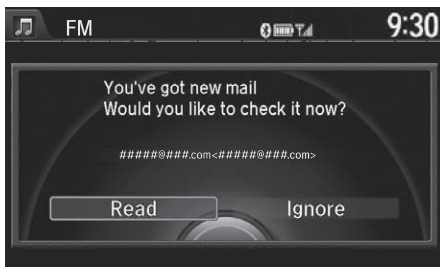 FM
9:30
You've got new mail
Would you like to check it now?
#####@###.com<#####@###.com>
Read
Ignore